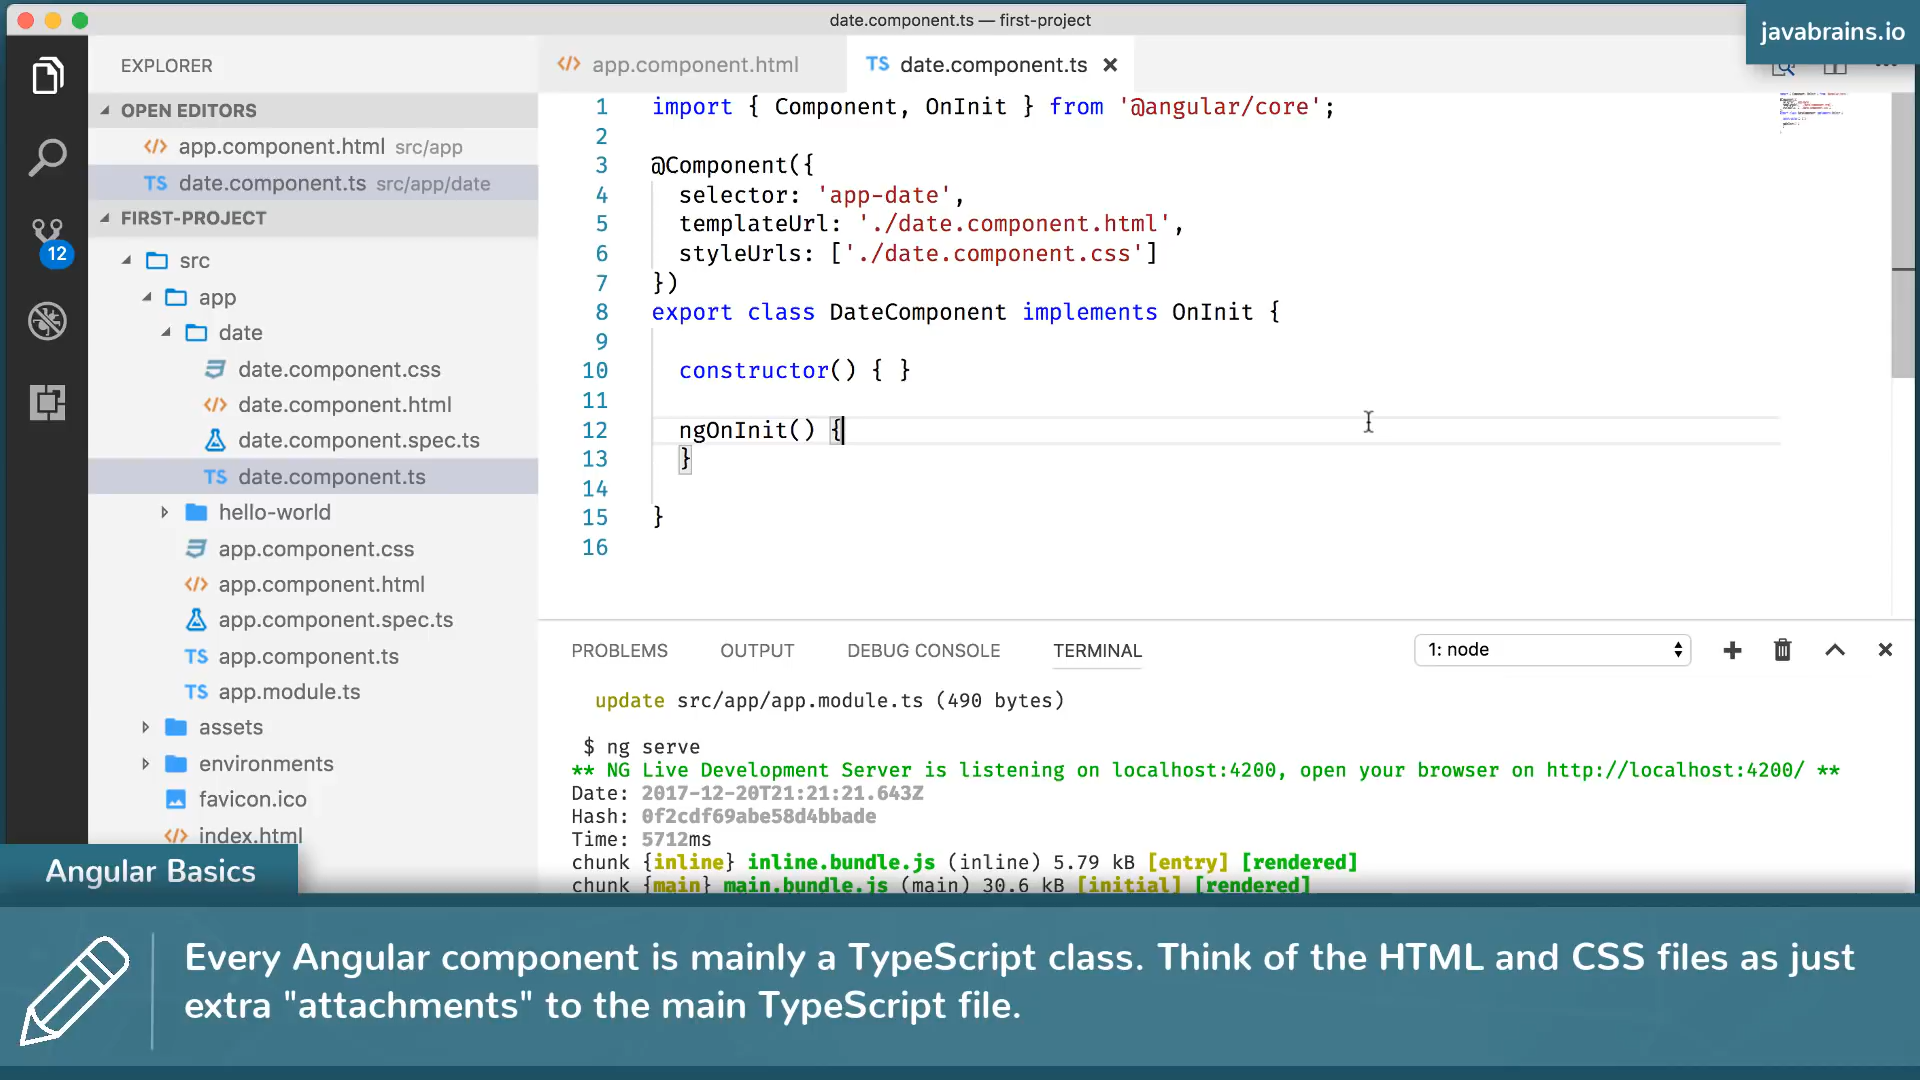 date.component.ts — first-project
javabrains.io
EXPLORER
OPEN EDITORS
app.component.html src/app
date.component.ts src/app/date
FIRST-PROJECT
12
src
app
date
date.component.css
date.component.html
date.component.spec.ts
date.component.ts
hello-world
app.component.css
app.component.html
app.component.spec.ts
app.component.ts
app.module.ts
assets
environments
favicon.ico
index.html
app.component.html
TS date.component.ts
1 import { Component, OnInit } from '@angular/core';
2
3 @Component({
4 selector: 'app-date',
5 templateUrl: './date.component.html',
6 styleUrls: ['./date.component.css']
7 })
8 export class DateComponent implements OnInit {
9
10 constructor() { }
11
12 ngOnInit() {
13 }
14
15 }
16
PROBLEMS OUTPUT DEBUG CONSOLE TERMINAL 1: node
update src/app/app.module.ts (490 bytes)
$ ng serve
** NG Live Development Server is listening on localhost:4200, open your browser on http://localhost:4200/ **
Date: 2017-12-20T21:21:21.643Z
Hash: 0f2cdf69abe58d4bbade
Time: 5712ms
chunk {inline} inline.bundle.js (inline) 5.79 kB [entry] [rendered]
chunk {main} main.bundle.js (main) 30.6 kB [initial] [rendered]
Angular Basics
Every Angular component is mainly a TypeScript class. Think of the HTML and CSS files as just
extra "attachments" to the main TypeScript file.